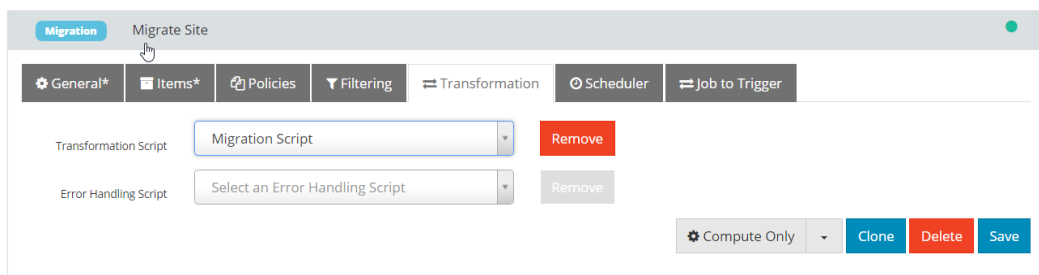 Migration Migrate Site
General* Items* Policies Filtering Transformation Scheduler Job to Trigger
Transformation Script Migration Script Remove
Error Handling Script Select an Error Handling Script Remove
Compute Only Clone Delete Save